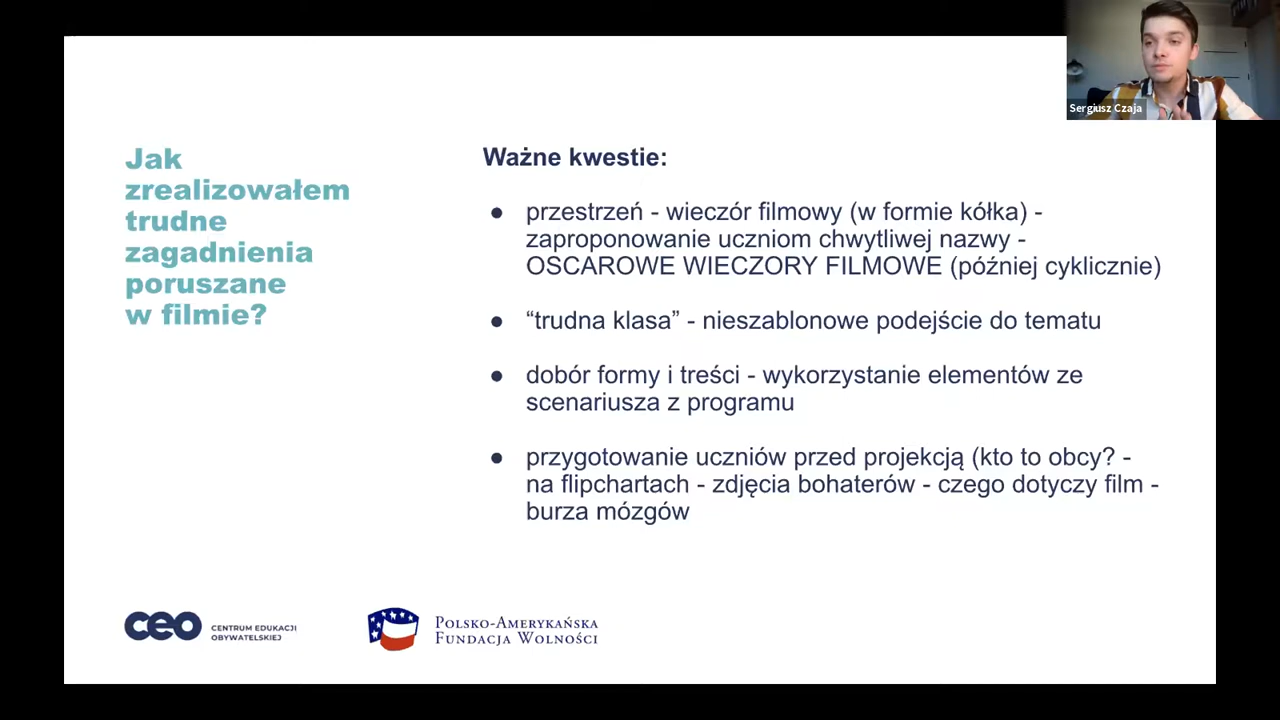 Sergiusz Czaja
Jak
zrealizowałem
trudne
zagadnienia
poruszane
w filmie?
Ważne kwestie:
● przestrzeń - wieczór filmowy (w formie kółka) -
zaproponowanie uczniom chwytliwej nazwy -
OSCAROWE WIECZORY FILMOWE (później cyklicznie)
● “trudna klasa” - nieszablonowe podejście do tematu
● dobór formy i treści - wykorzystanie elementów ze
scenariusza z programu
● przygotowanie uczniów przed projekcją (kto to obcy? -
na flipchartach - zdjęcia bohaterów - czego dotyczy film -
burza mózgów
ceo CENTRUM EDUKACJI
OBYWATELSKIEJ
POLSKO-AMERYKAŃSKA
FUNDACJA WOLNOŚCI